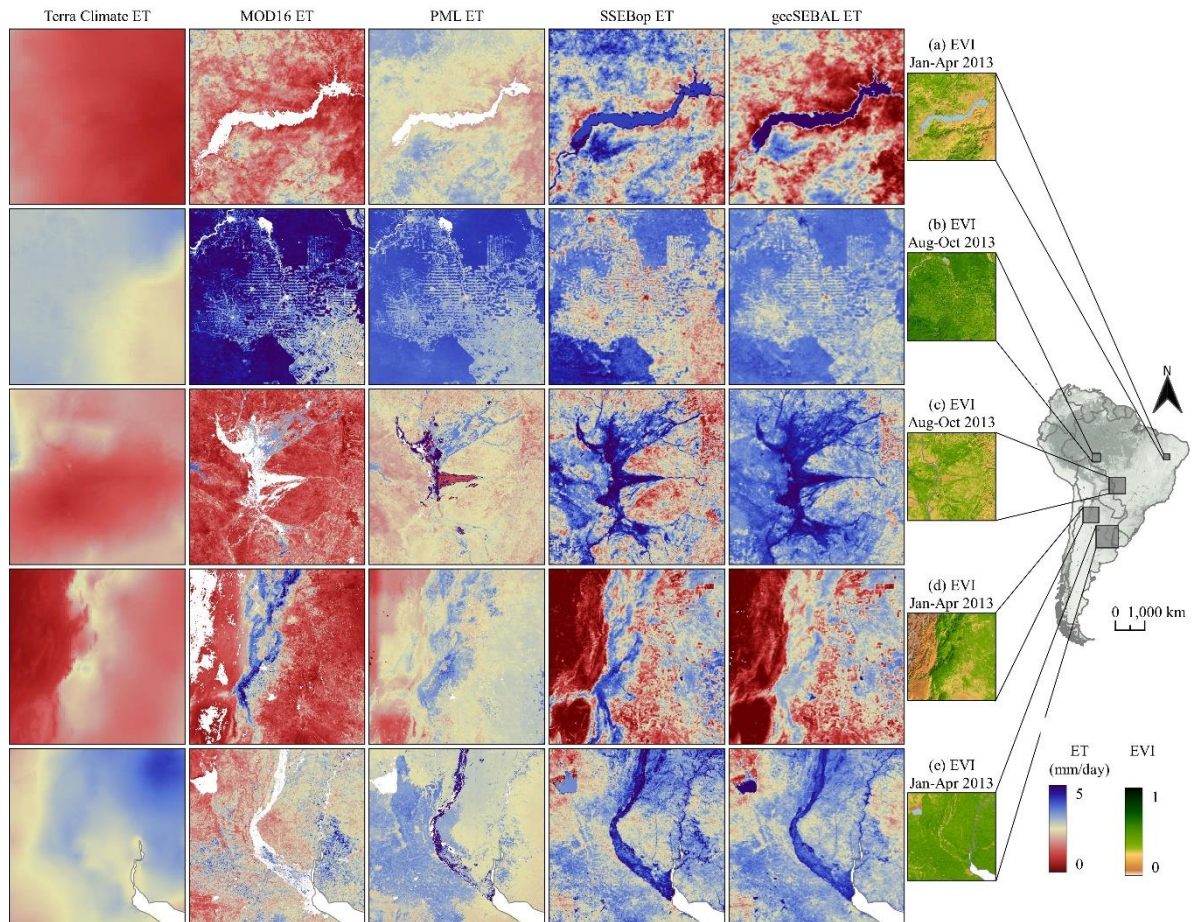 Terra Climate ET
MOD16 ET
PML ET
SSEBop ET
geeSEBAL ET
(a) EVI
Jan-Apr 2013
(b) EVI
Aug-Oct 2013
(c) EVI
Aug-Oct 2013
(d) EVI
Jan-Apr 2013
(e) EVI
Jan-Apr 2013
N
0 1,000 km
ET
(mm/day)
5
0
EVI
1
0